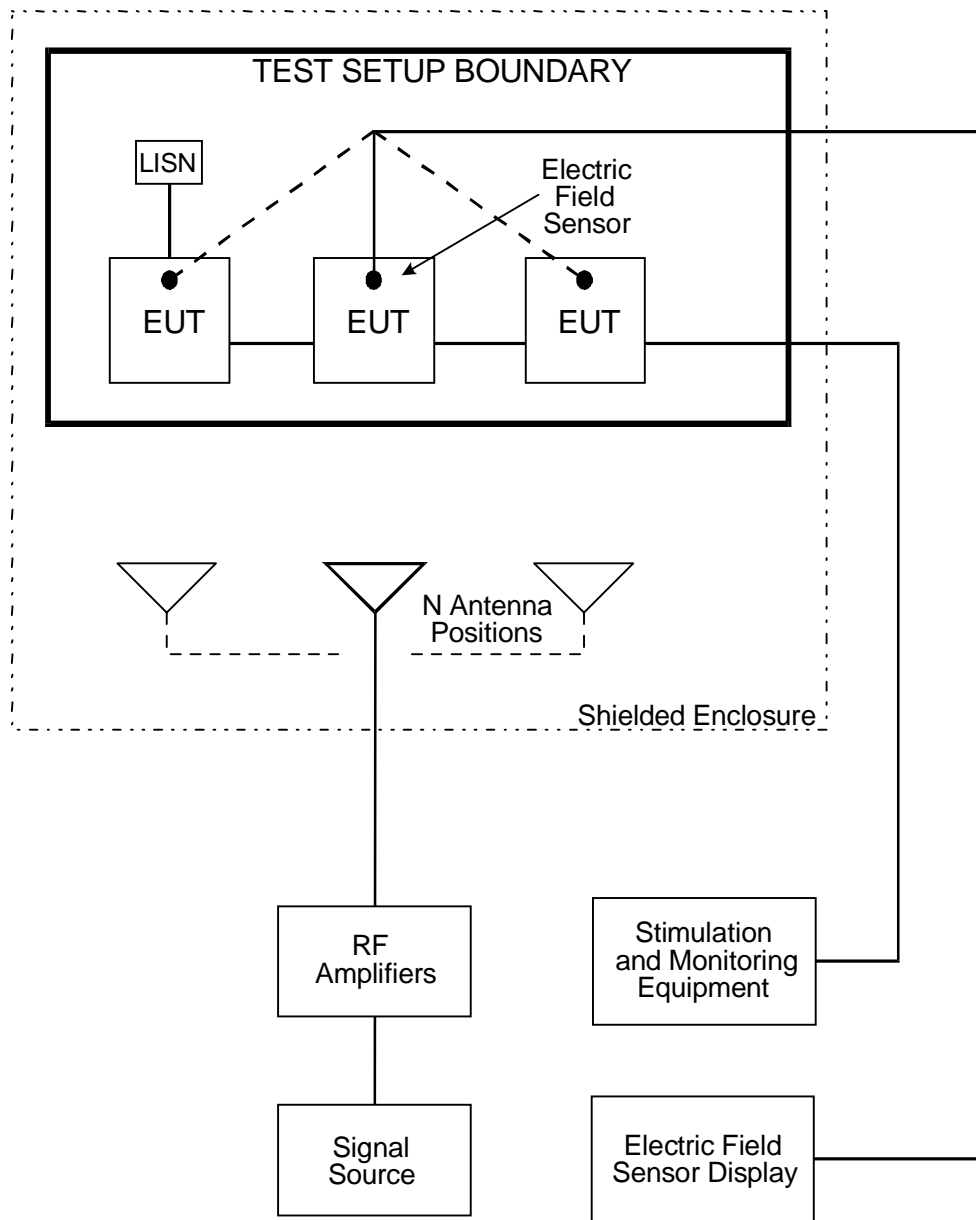 TEST SETUP BOUNDARY
LISN
Electric
Field
Sensor
EUT
EUT
EUT
N Antenna
Positions
Shielded Enclosure
RF
Amplifiers
Stimulation
and Monitoring
Equipment
Signal
Source
Electric Field
Sensor Display